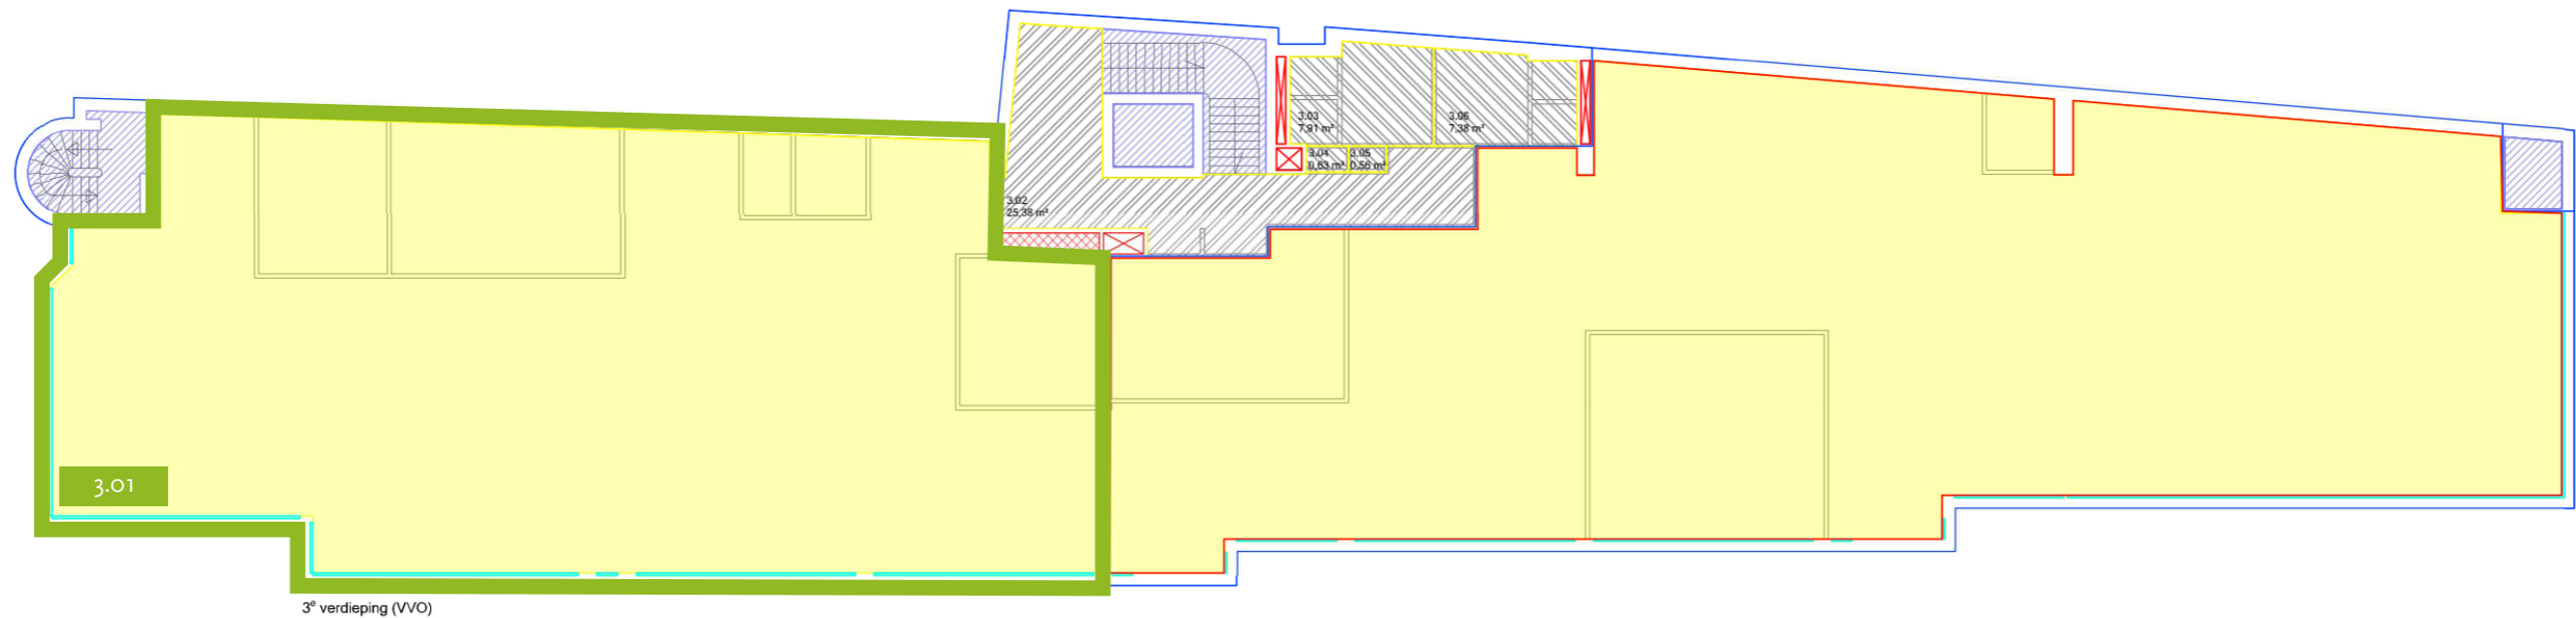 3.03
7,91 m²
3.06
7,38 m²
3.04
0,63 m²
3.05
0,56 m²
3.02
25,38 m²
3.01
3e verdieping (VVO)